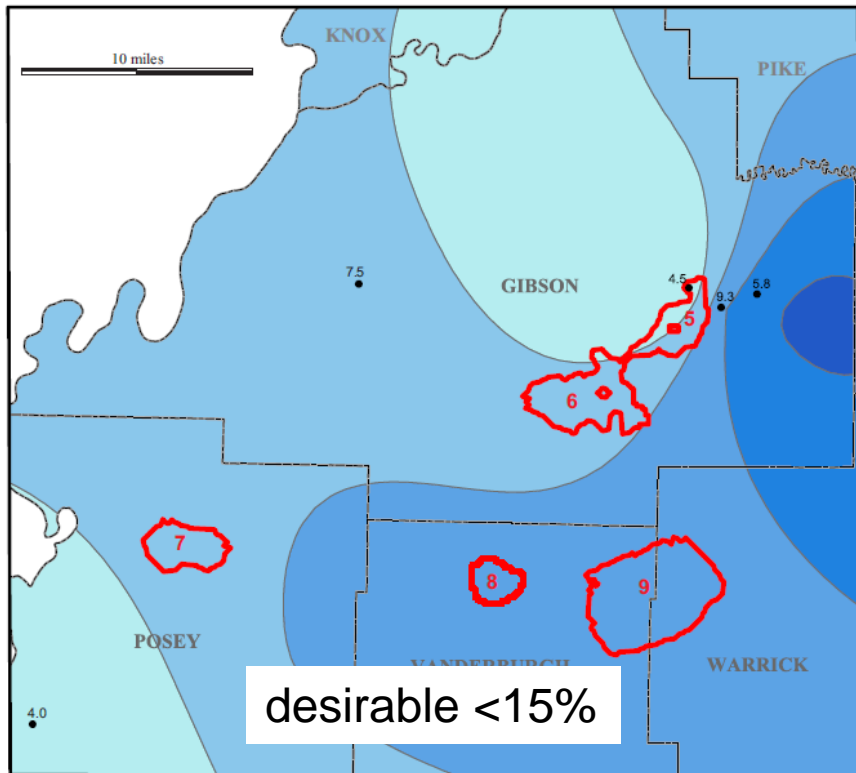 KNOX
10 miles
PIKE
7.5
GIBSON
4.5
5.8
9.3
5
6
7
8
9
POSEY
VANDERBURGH
WARRICK
desirable <15%
4.0